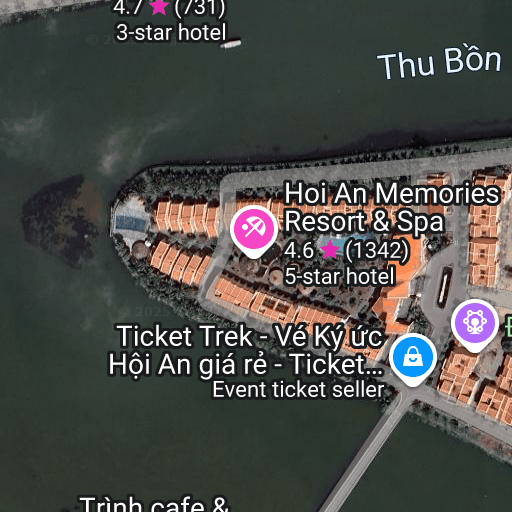 4.7 ★ (731)
3-star hotel
Thu Bồn
Hoi An Memories
Resort & Spa
4.6 ★ (1342)
5-star hotel
Ticket Trek - Vé Ký ức
Hội An giá rẻ - Ticket...
Event ticket seller
Trình cafe &